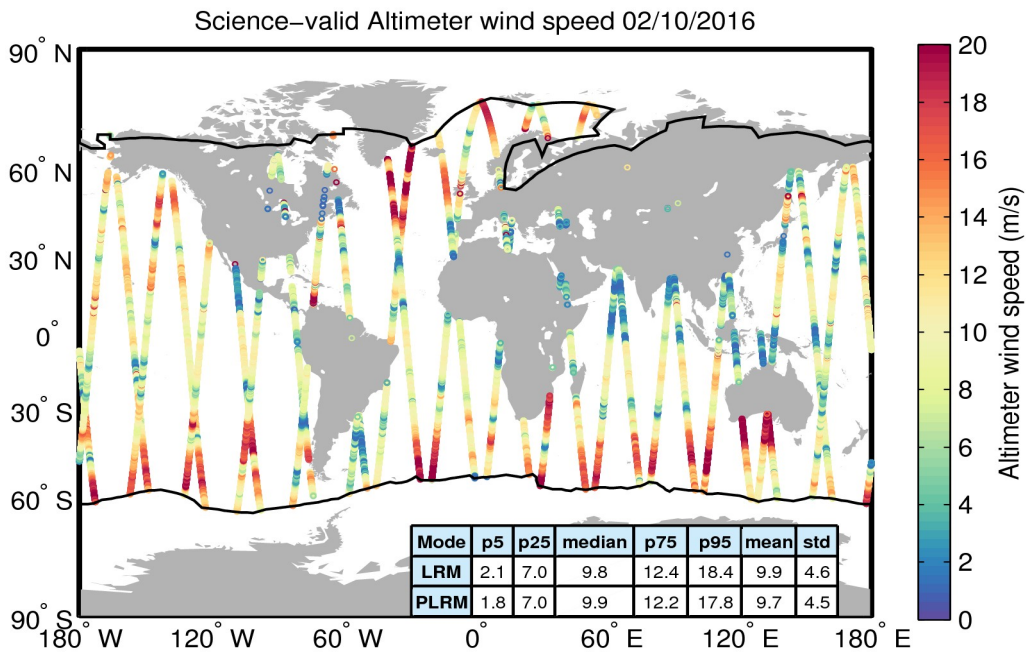 Science−valid Altimeter wind speed 02/10/2016
90° N
60° N
30° N
0°
30° S
60° S
90° S
180° W
120° W
60° W
0°
60° E
120° E
180° E
Mode p5 p25 median p75 p95 mean std
LRM 2.1 7.0 9.8 12.4 18.4 9.9 4.6
PLRM 1.8 7.0 9.9 12.2 17.8 9.7 4.5
20
18
16
14
12
10
8
6
4
2
0
Altimeter wind speed (m/s)